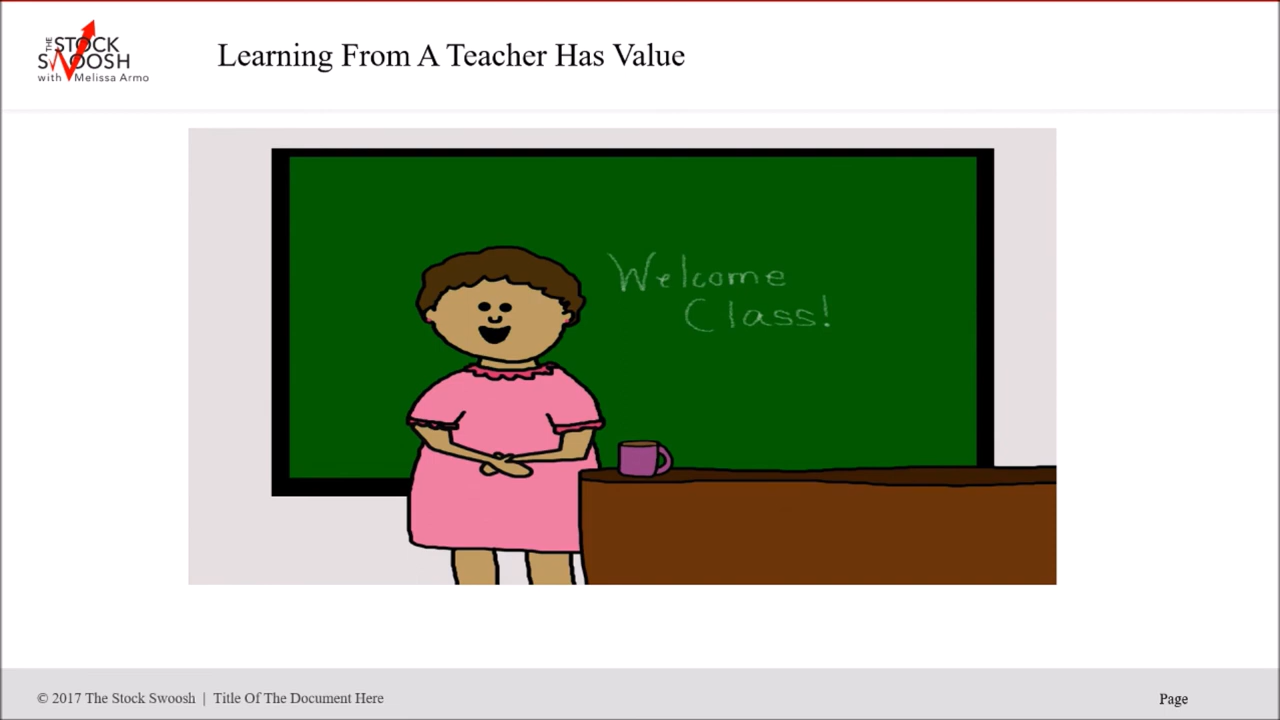 THE
STOCK
SWOOSH
with Melissa Armo
Learning From A Teacher Has Value
Welcome
Class!
© 2017 The Stock Swoosh | Title Of The Document Here
Page